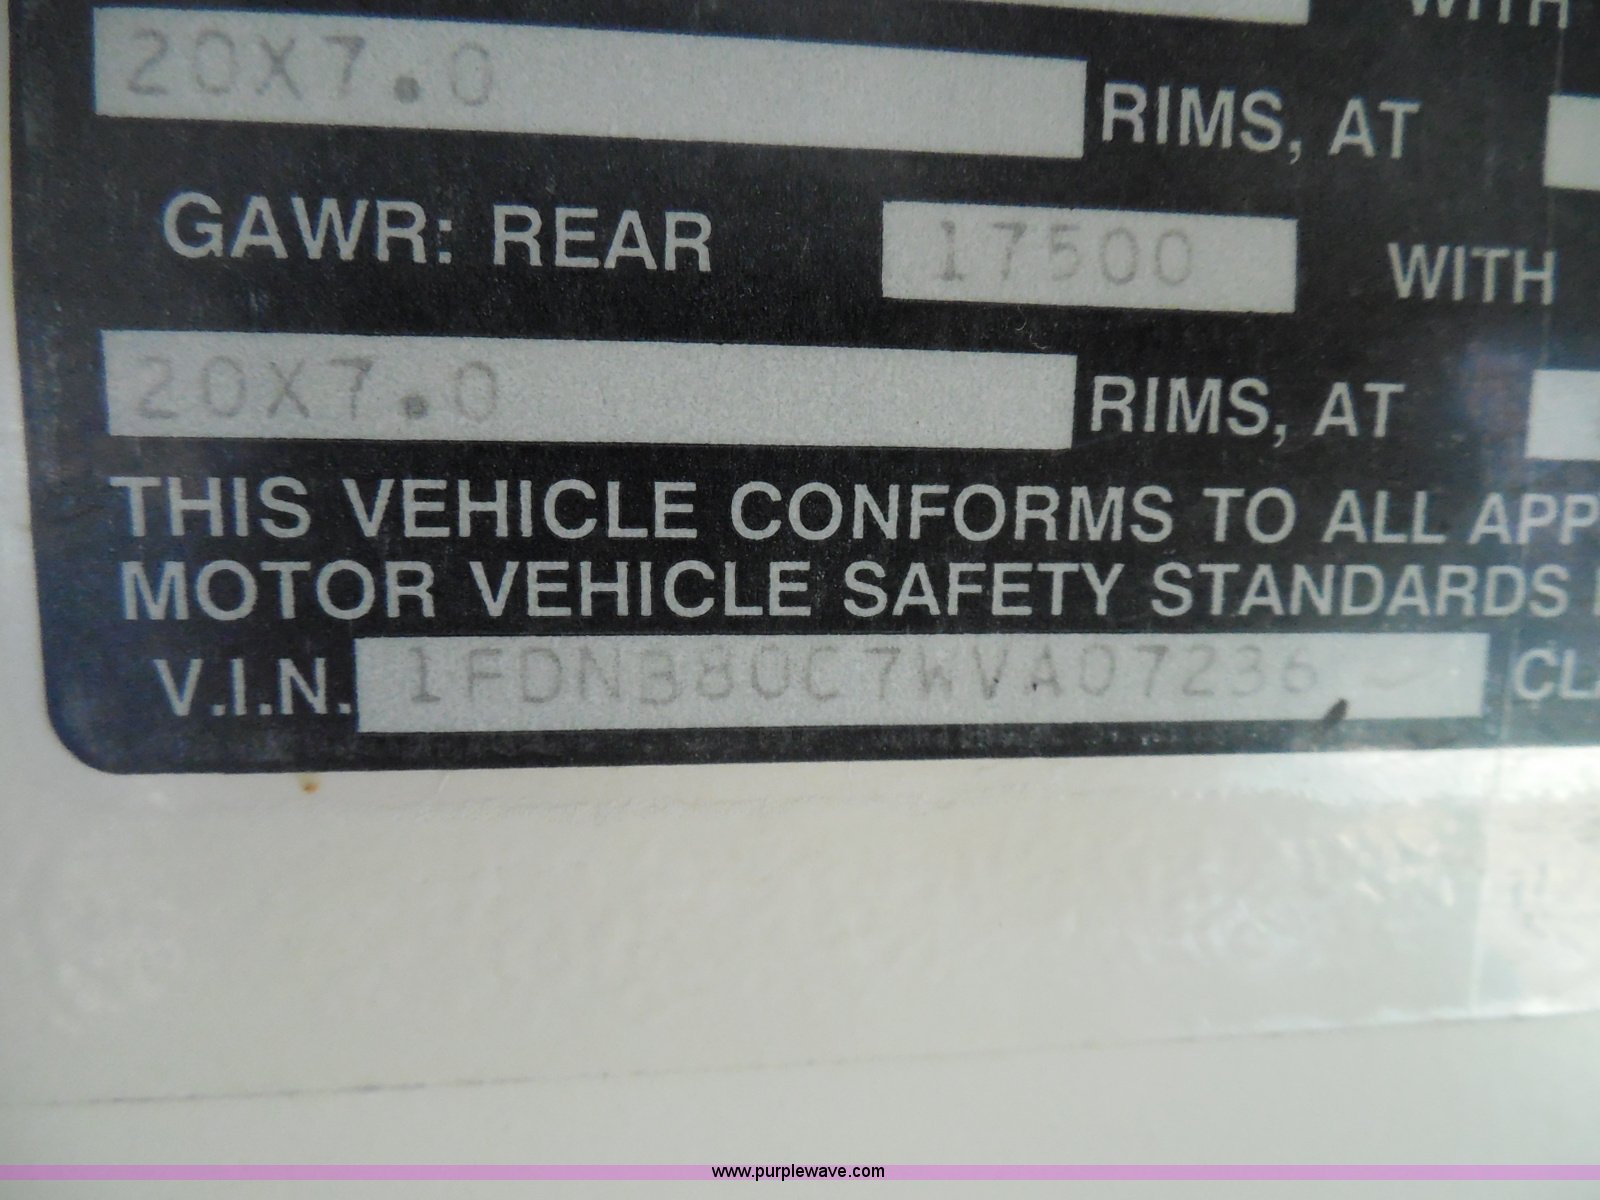 WITH
20X7.0 RIMS, AT
GAWR: REAR 17500 WITH
20X7.0 RIMS, AT
THIS VEHICLE CONFORMS TO ALL APP
MOTOR VEHICLE SAFETY STANDARDS
V.I.N. 1FDNB80C7WVA07236 CLA
www.purplewave.com